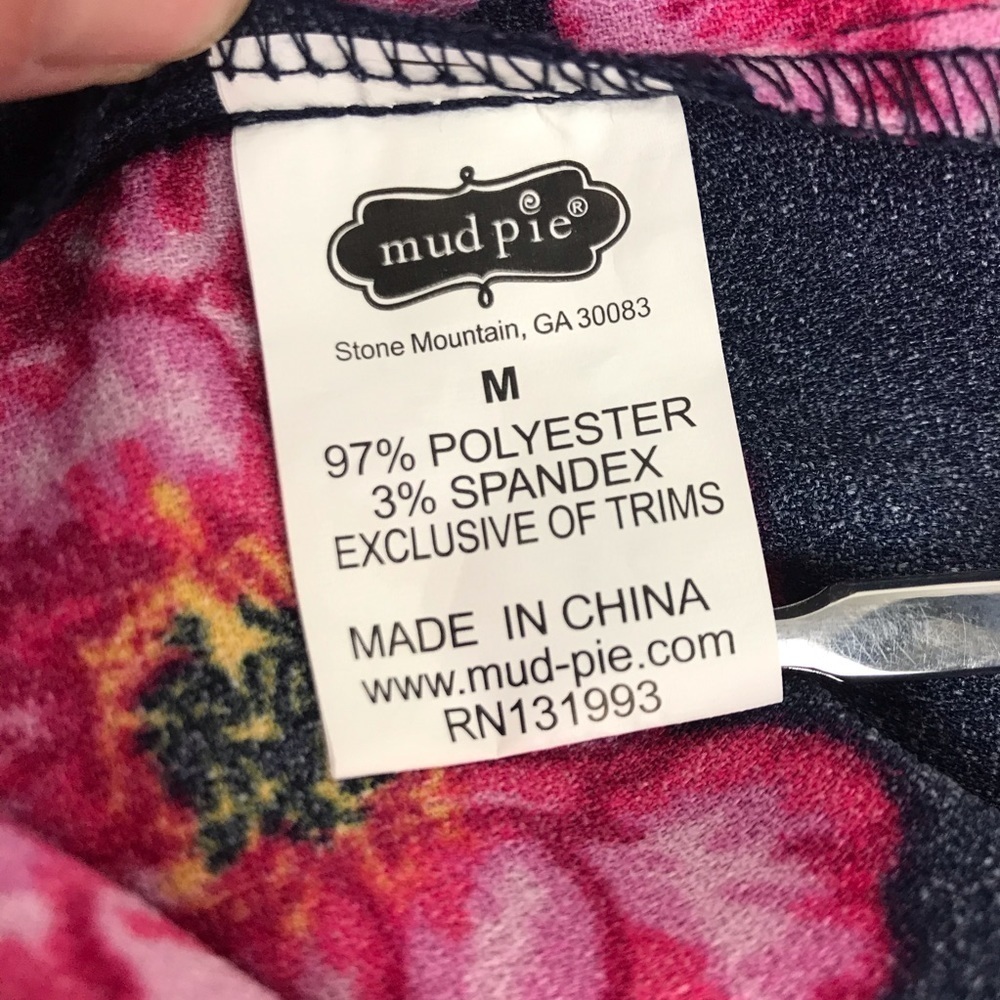 mud pie®
Stone Mountain, GA 30083
M
97% POLYESTER
3% SPANDEX
EXCLUSIVE OF TRIMS
MADE IN CHINA
www.mud-pie.com
RN131993